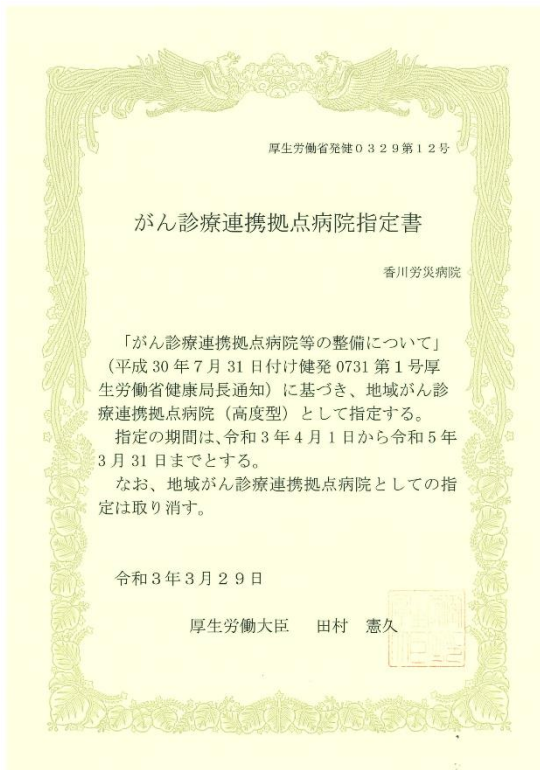 厚生労働省発健0329第12号
がん診療連携拠点病院指定書
香川労災病院
「がん診療連携拠点病院等の整備について」
(平成30年7月31日付け健発0731第1号厚
生労働省健康局長通知)に基づき、地域がん診
療連携拠点病院(高度型)として指定する。
指定の期間は、令和3年4月1日から令和5年
3月31日までとする。
なお、地域がん診療連携拠点病院としての指
定は取り消す。
令和3年3月29日
厚生労働大臣 田村 憲久